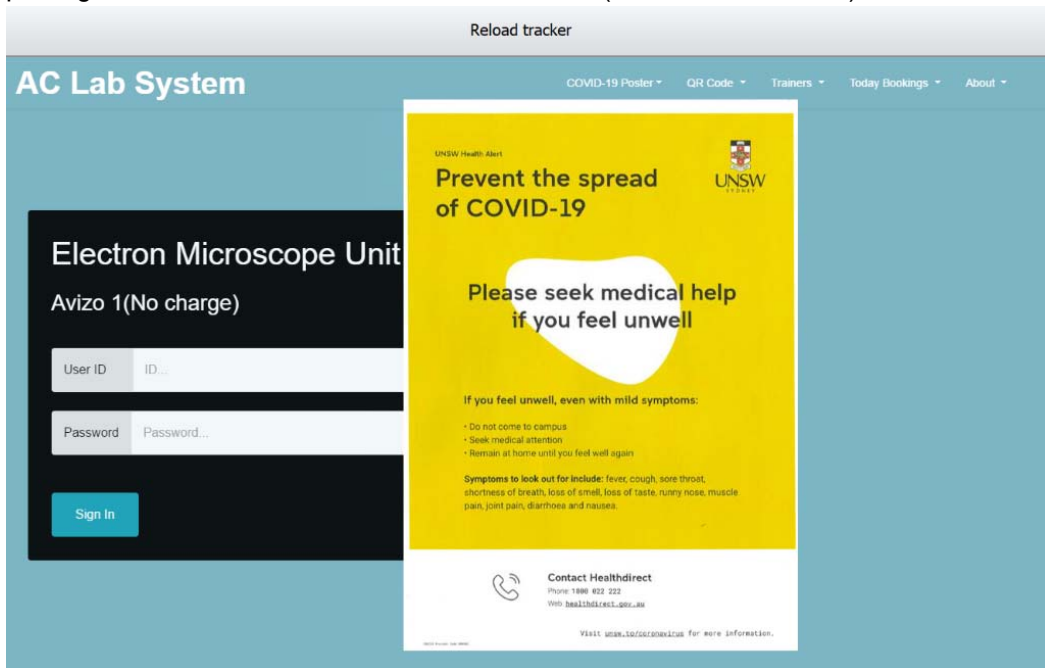 Reload tracker
AC Lab System
COVID-19 Poster
QR Code
Trainers
Today Bookings
About
UNSW Health Alert
Prevent the spread
of COVID-19
UNSW
SYDNEY
Electron Microscope Unit
Avizo 1(No charge)
User ID
ID...
Password
Password...
Sign In
Please seek medical help
if you feel unwell
If you feel unwell, even with mild symptoms:
• Do not come to campus
• Seek medical attention
• Remain at home until you feel well again
Symptoms to look out for include: fever, cough, sore throat,
shortness of breath, loss of smell, loss of taste, runny nose, muscle
pain, joint pain, diarrhoea and nausea.
Contact Healthdirect
Phone: 1800 022 222
Web: healthdirect.gov.au
Visit unsw.to/coronavirus for more information.